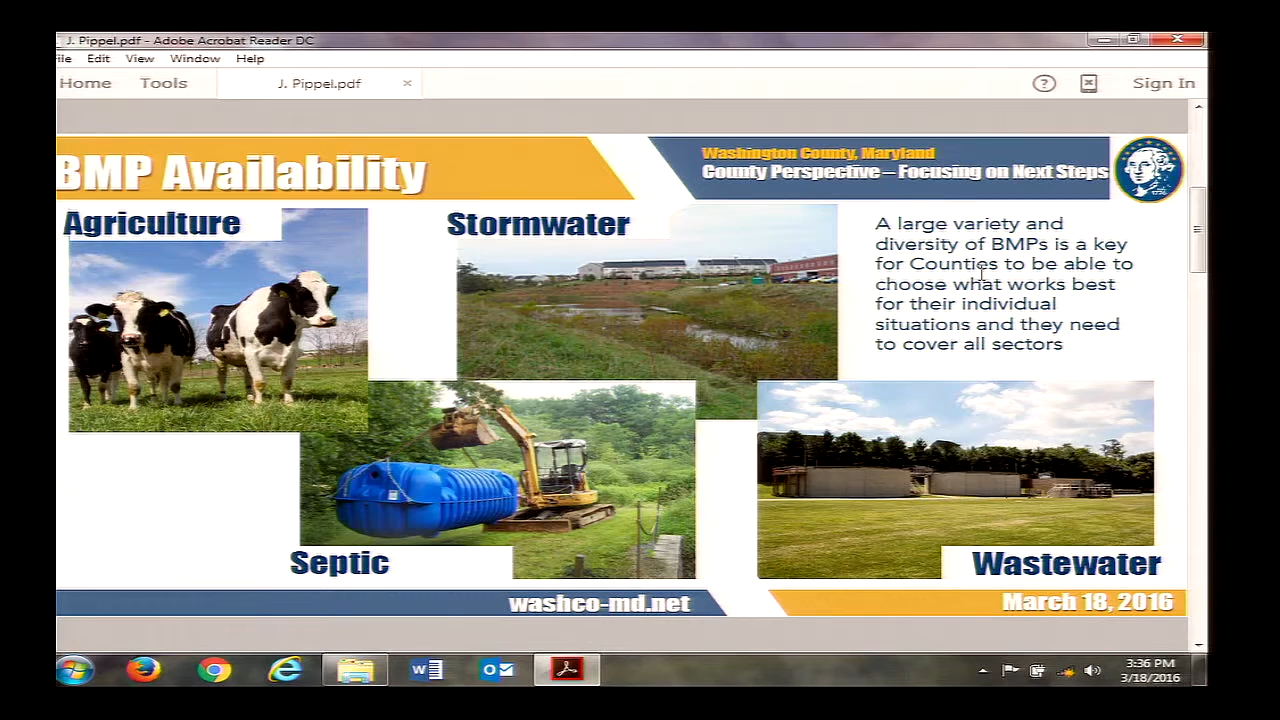 J. Pippel.pdf - Adobe Acrobat Reader DC
File Edit View Window Help
Home Tools J. Pippel.pdf × ? Sign In
BMP Availability
Washington County, Maryland
County Perspective – Focusing on Next Steps
Agriculture
Stormwater
A large variety and
diversity of BMPs is a key
for Counties to be able to
choose what works best
for their individual
situations and they need
to cover all sectors
Septic
Wastewater
washco-md.net
March 18, 2016
3:36 PM
3/18/2016